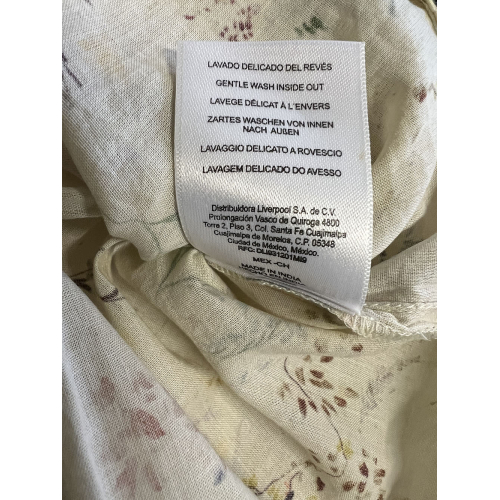 LAVADO DELICADO DEL REVÉS
GENTLE WASH INSIDE OUT
LAVEGE DÉLICAT À L'ENVERS
ZARTES WASCHEN VON INNEN
NACH AUßEN
LAVAGGIO DELICATO A ROVESCIO
LAVAGEM DELICADO DO AVESSO
Distribuidora Liverpool S.A. de C.V.
Prolongación Vasco de Quiroga 4800
Torre 2, Piso 3, Col. Santa Fe Cuajimalpa
Cuajimalpa de Morelos, C.P. 05348
Ciudad de México, México.
RFC: DLI931201MI9
MEX-CH
MADE IN INDIA